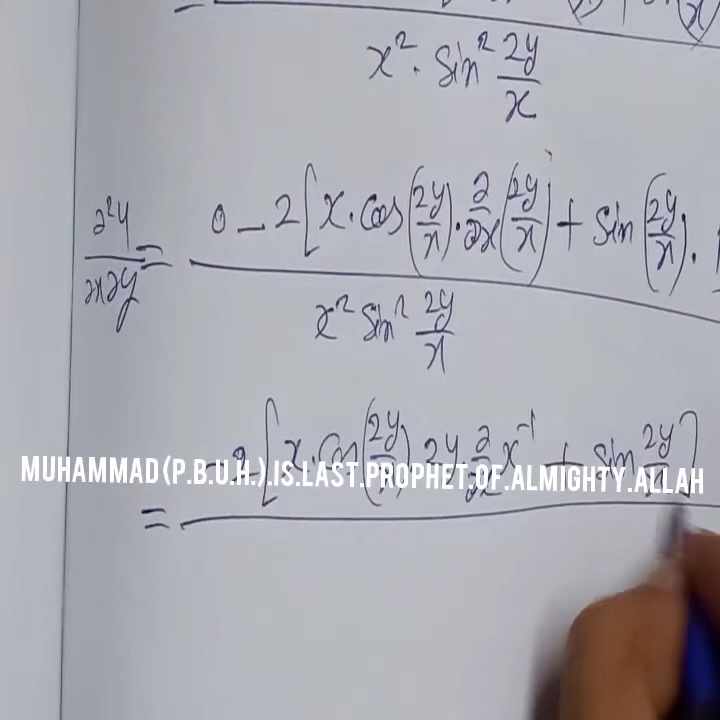 x² · Sin² 2y/x
∂²y/∂x∂y = 0 - 2[x·Cos(2y/x)·∂/∂x(2y/x) + Sin(2y/x)·
x² Sin² 2y/x
= -2[x·Cos(2y/x) 2y ∂/∂x x⁻¹ + Sin 2y/x]
MUHAMMAD(P.B.U.H.).IS.LAST.PROPHET.OF.ALMIGHTY.ALLAH